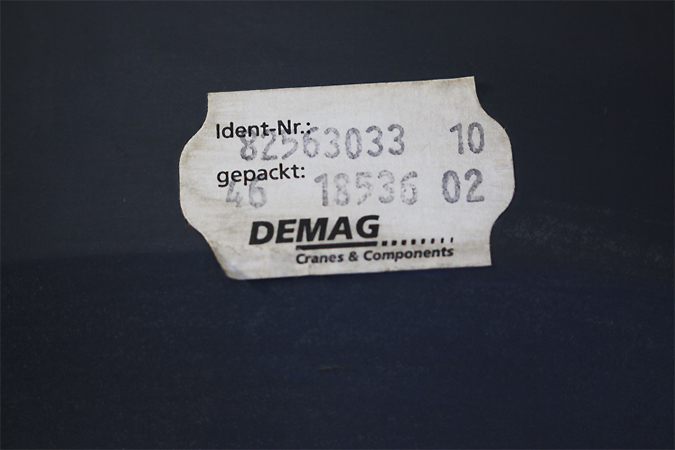 Ident-Nr.:
82563033 10
gepackt:
46 18536 02
DEMAG
Cranes & Components